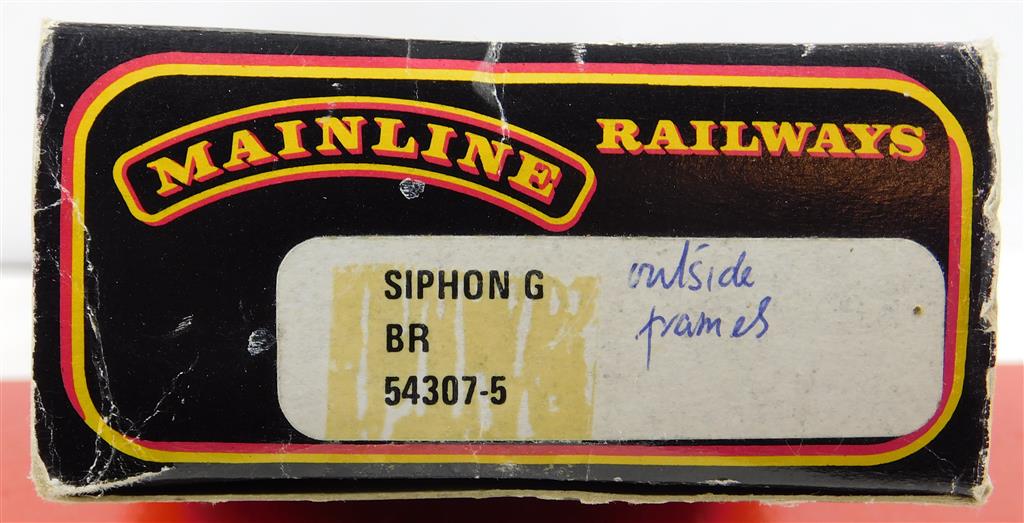 MAINLINE RAILWAYS
SIPHON G
BR
54307-5
outside
frames